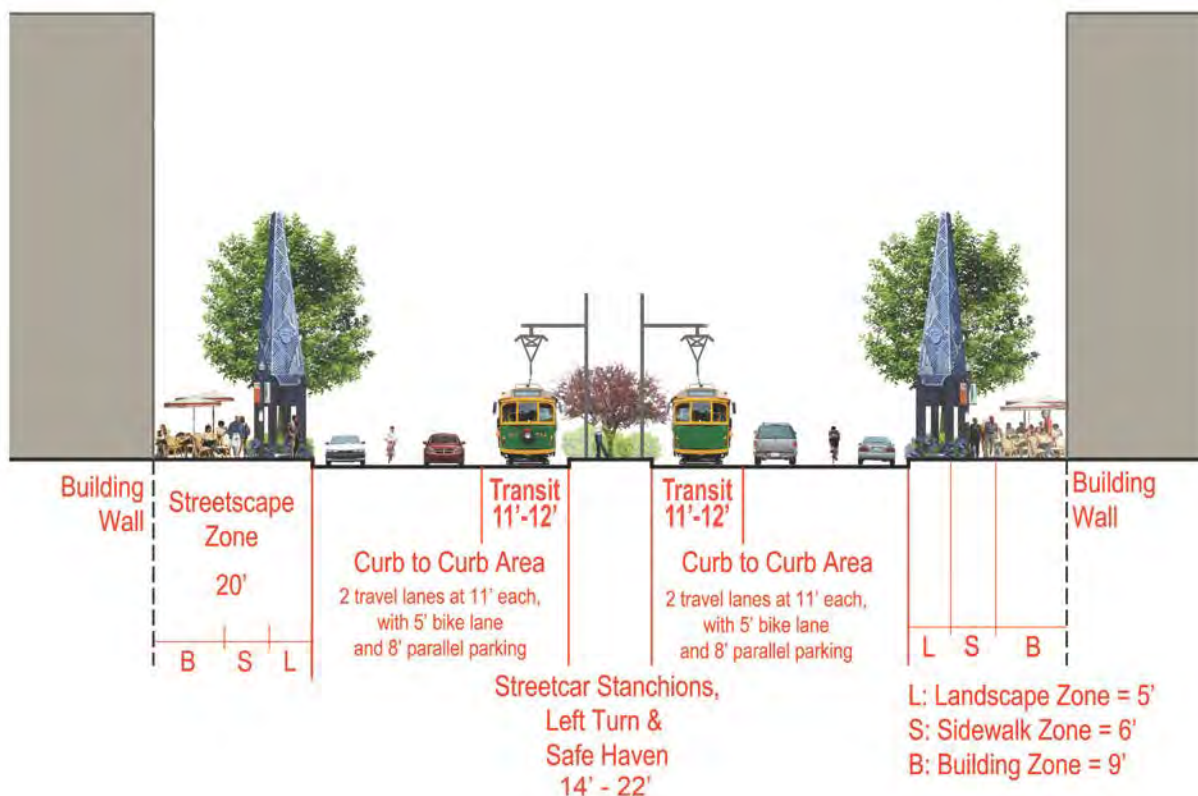 Building
Wall
Streetscape
Zone
20'
B
S
L
Transit
11'-12'
Curb to Curb Area
2 travel lanes at 11' each,
with 5' bike lane
and 8' parallel parking
Streetcar Stanchions,
Left Turn &
Safe Haven
14' - 22'
Transit
11'-12'
Curb to Curb Area
2 travel lanes at 11' each,
with 5' bike lane
and 8' parallel parking
L
S
B
Building
Wall
L: Landscape Zone = 5'
S: Sidewalk Zone = 6'
B: Building Zone = 9'